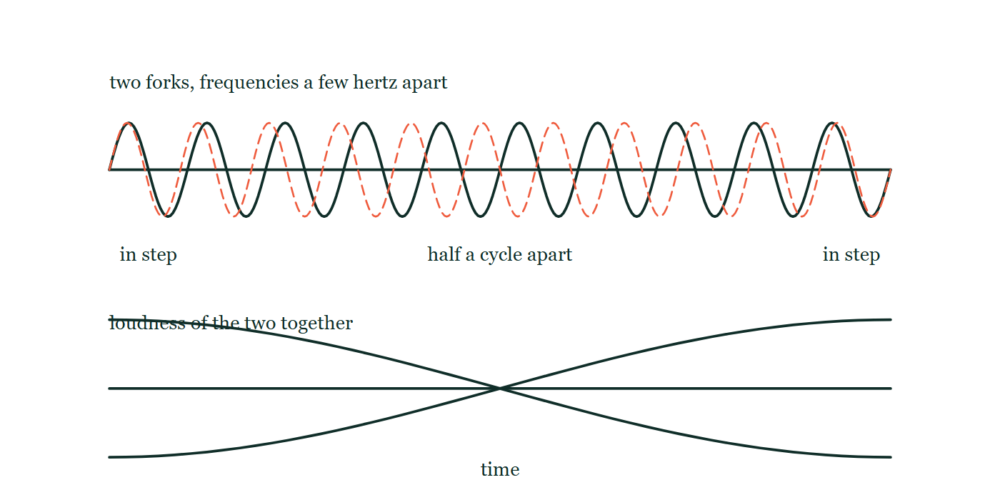 two forks, frequencies a few hertz apart
in step
half a cycle apart
in step
loudness of the two together
time